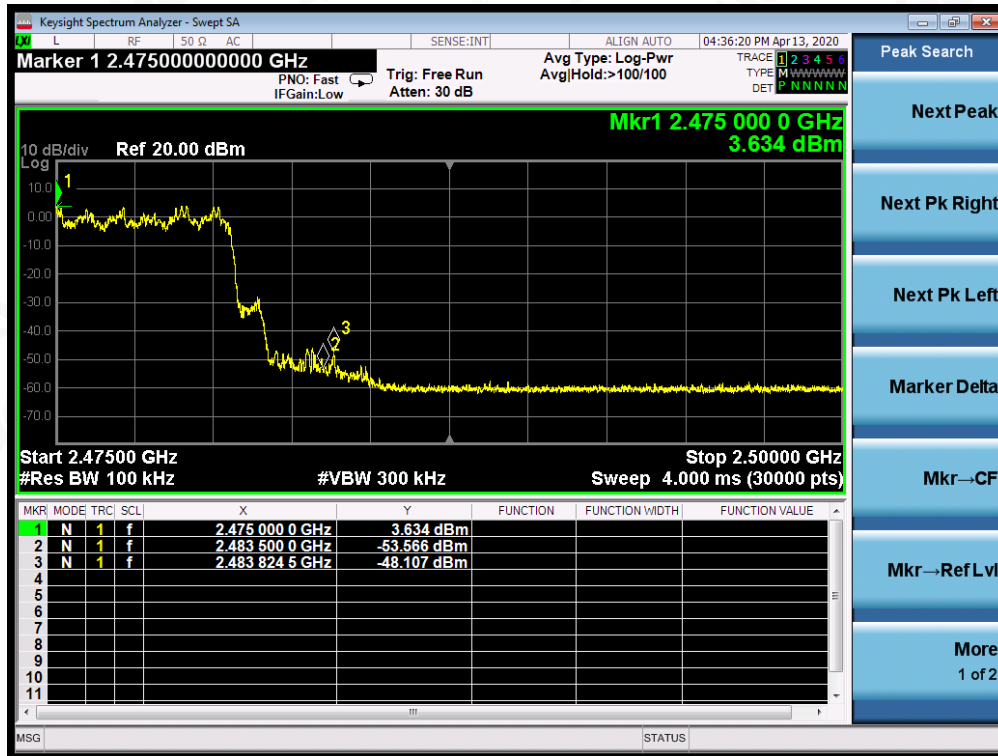 Keysight Spectrum Analyzer - Swept SA
LXI L RF 50 Ω AC SENSE:INT ALIGN AUTO 04:36:20 PM Apr 13, 2020
Marker 1 2.475000000000 GHz
PNO: Fast
IFGain:Low
Trig: Free Run
Atten: 30 dB
Avg Type: Log-Pwr
Avg|Hold:>100/100
TRACE 1 2 3 4 5 6
TYPE M WWWWW
DET P N N N N N
Mkr1 2.475 000 0 GHz
3.634 dBm
10 dB/div Ref 20.00 dBm
Log
10.0
0.00
-10.0
-20.0
-30.0
-40.0
-50.0
-60.0
-70.0
1
3
2
Start 2.47500 GHz Stop 2.50000 GHz
#Res BW 100 kHz #VBW 300 kHz Sweep 4.000 ms (30000 pts)
MKR MODE TRC SCL X Y FUNCTION FUNCTION WIDTH FUNCTION VALUE
1 N 1 f 2.475 000 0 GHz 3.634 dBm
2 N 1 f 2.483 500 0 GHz -53.566 dBm
3 N 1 f 2.483 824 5 GHz -48.107 dBm
4
5
6
7
8
9
10
11
MSG STATUS
Peak Search
Next Peak
Next Pk Right
Next Pk Left
Marker Delta
Mkr→CF
Mkr→Ref Lvl
More
1 of 2